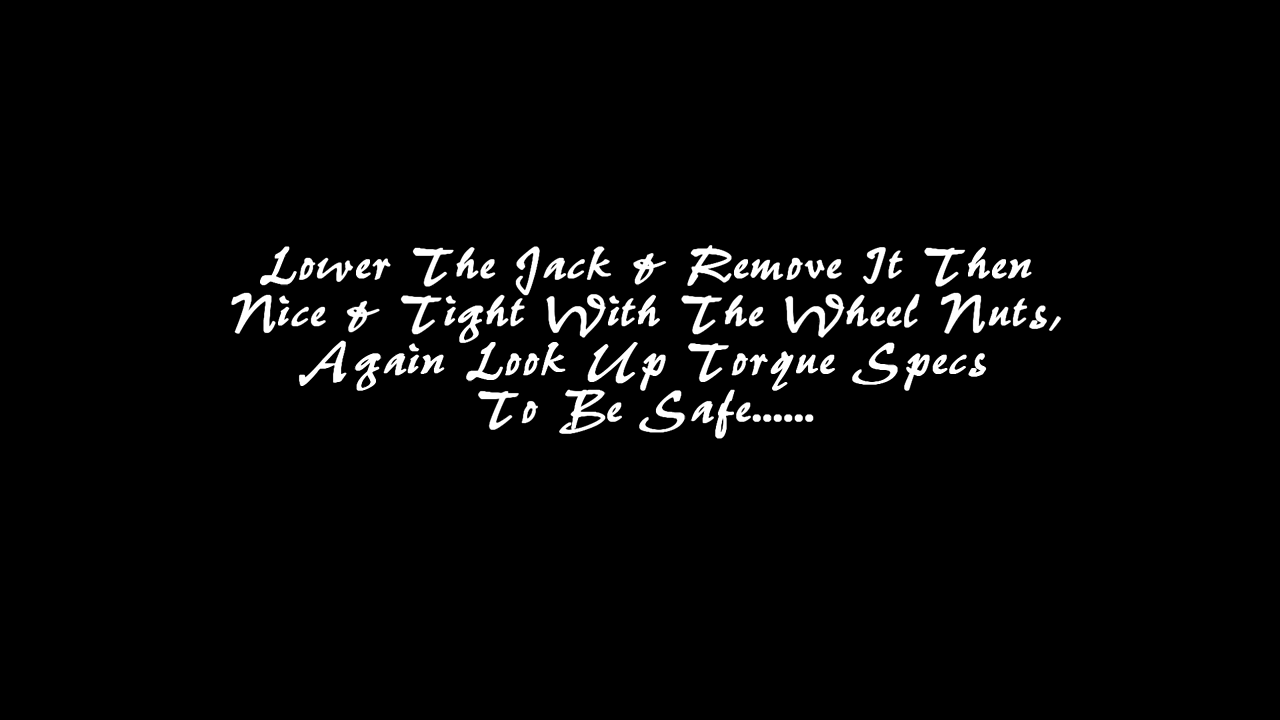 Lower The Jack & Remove It Then
Nice & Tight With The Wheel Nuts,
Again Look Up Torque Specs
To Be Safe......